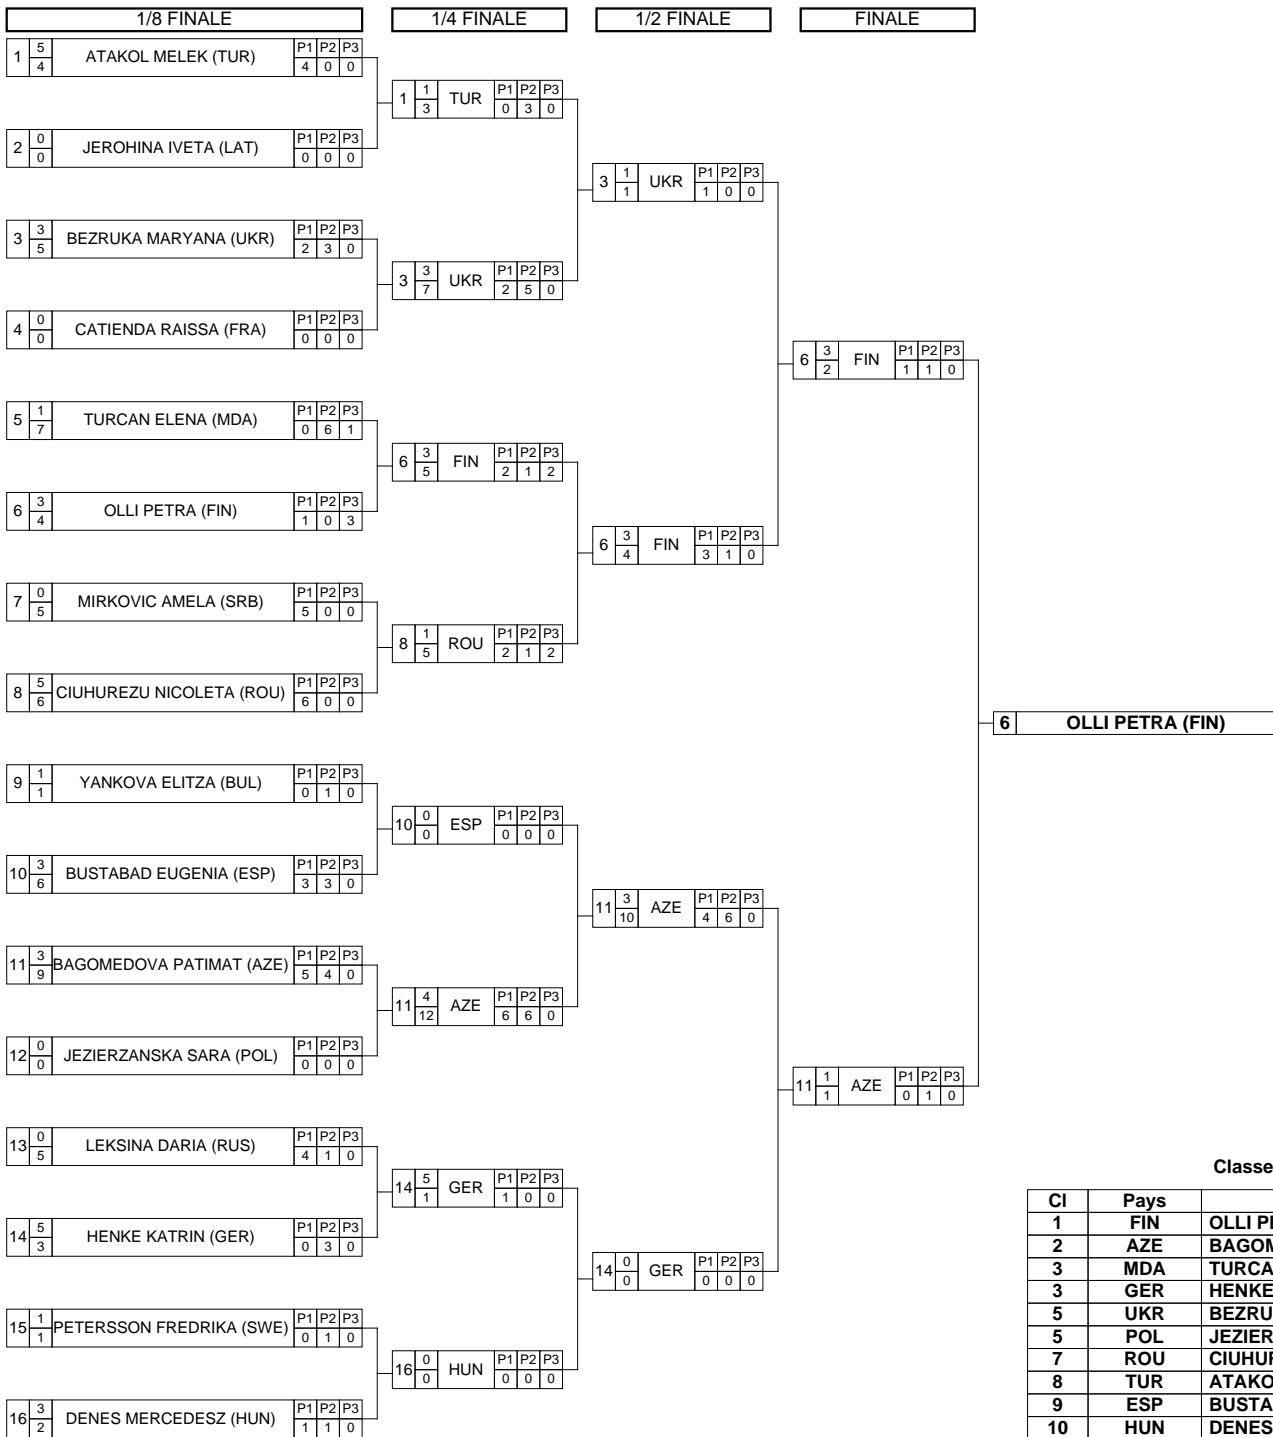 1/8 FINALE 1/4 FINALE 1/2 FINALE FINALE
1 5 4 ATAKOL MELEK (TUR) P1 P2 P3 4 0 0
1 1 3 TUR P1 P2 P3 0 3 0
2 0 0 JEROHINA IVETA (LAT) P1 P2 P3 0 0 0
3 1 1 UKR P1 P2 P3 1 0 0
3 3 5 BEZRUKA MARYANA (UKR) P1 P2 P3 2 3 0
3 3 7 UKR P1 P2 P3 2 5 0
4 0 0 CATIENDA RAISSA (FRA) P1 P2 P3 0 0 0
6 3 2 FIN P1 P2 P3 1 1 0
5 1 7 TURCAN ELENA (MDA) P1 P2 P3 0 6 1
6 3 5 FIN P1 P2 P3 2 1 2
6 3 4 OLLI PETRA (FIN) P1 P2 P3 1 0 3
6 3 4 FIN P1 P2 P3 3 1 0
7 0 5 MIRKOVIC AMELA (SRB) P1 P2 P3 5 0 0
8 1 5 ROU P1 P2 P3 2 1 2
8 5 6 CIUHUREZU NICOLETA (ROU) P1 P2 P3 6 0 0
6 OLLI PETRA (FIN)
9 1 1 YANKOVA ELITZA (BUL) P1 P2 P3 0 1 0
10 0 0 ESP P1 P2 P3 0 0 0
10 3 6 BUSTABAD EUGENIA (ESP) P1 P2 P3 3 3 0
11 3 10 AZE P1 P2 P3 4 6 0
11 3 9 BAGOMEDOVA PATIMAT (AZE) P1 P2 P3 5 4 0
11 4 12 AZE P1 P2 P3 6 6 0
12 0 0 JEZIERZANSKA SARA (POL) P1 P2 P3 0 0 0
11 1 1 AZE P1 P2 P3 0 1 0
13 0 5 LEKSINA DARIA (RUS) P1 P2 P3 4 1 0
14 5 1 GER P1 P2 P3 1 0 0
14 5 3 HENKE KATRIN (GER) P1 P2 P3 0 3 0
14 0 0 GER P1 P2 P3 0 0 0
15 1 1 PETERSSON FREDRIKA (SWE) P1 P2 P3 0 1 0
16 0 0 HUN P1 P2 P3 0 0 0
16 3 2 DENES MERCEDESZ (HUN) P1 P2 P3 1 1 0
Classe
Cl Pays
1 FIN OLLI
2 AZE BAGOM
3 MDA TURCA
3 GER HENKE
5 UKR BEZRU
5 POL JEZIER
7 ROU CIUHU
8 TUR ATAKO
9 ESP BUSTA
10 HUN DENES